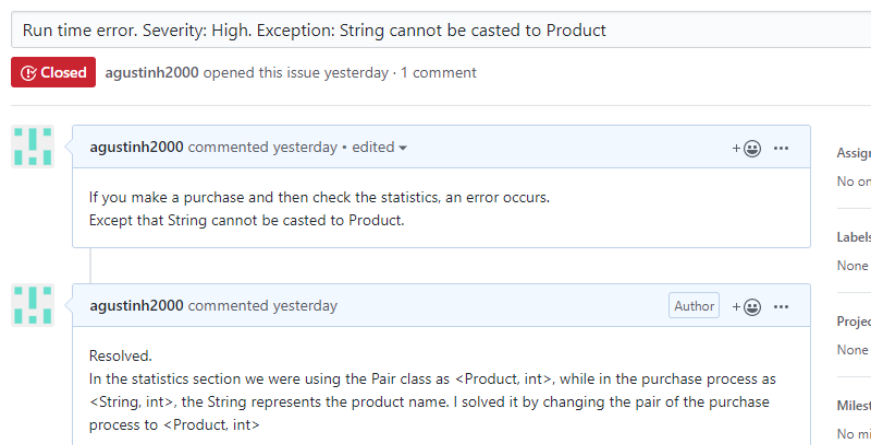 Run time error. Severity: High. Exception: String cannot be casted to Product
Closed agustinh2000 opened this issue yesterday · 1 comment
agustinh2000 commented yesterday • edited
If you make a purchase and then check the statistics, an error occurs.
Except that String cannot be casted to Product.
agustinh2000 commented yesterday Author
Resolved.
In the statistics section we were using the Pair class as <Product, int>, while in the purchase process as
<String, int>, the String represents the product name. I solved it by changing the pair of the purchase
process to <Product, int>
Assig
No on
Labels
None
Projec
None
Milest
No mi